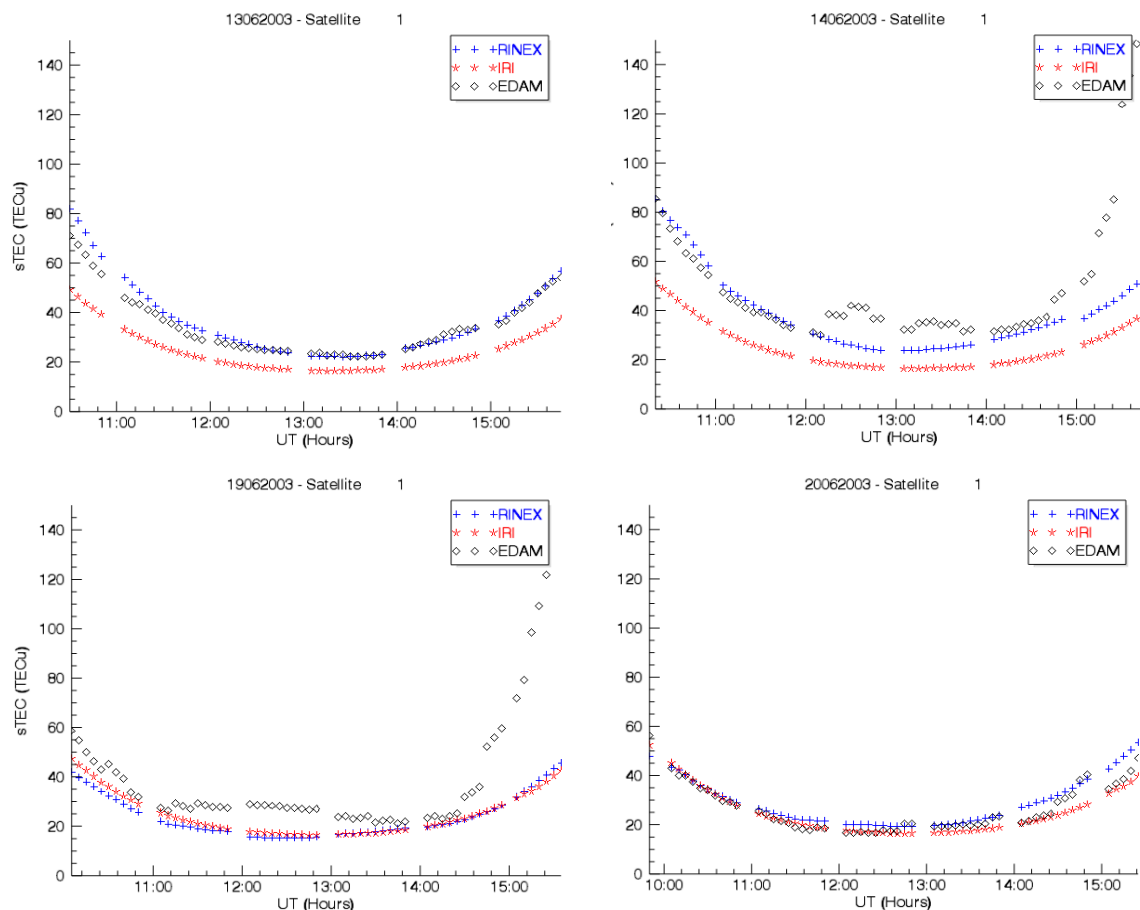 13062003 - Satellite 1
RINEX
IRI
EDAM
140
120
100
80
60
40
20
0
sTEC (TECu)
11:00 12:00 13:00 14:00 15:00
UT (Hours)
14062003 - Satellite 1
RINEX
IRI
EDAM
140
120
100
80
60
40
20
0
11:00 12:00 13:00 14:00 15:00
UT (Hours)
19062003 - Satellite 1
RINEX
IRI
EDAM
140
120
100
80
60
40
20
0
sTEC (TECu)
11:00 12:00 13:00 14:00 15:00
UT (Hours)
20062003 - Satellite 1
RINEX
IRI
EDAM
140
120
100
80
60
40
20
0
10:00 11:00 12:00 13:00 14:00 15:00
UT (Hours)